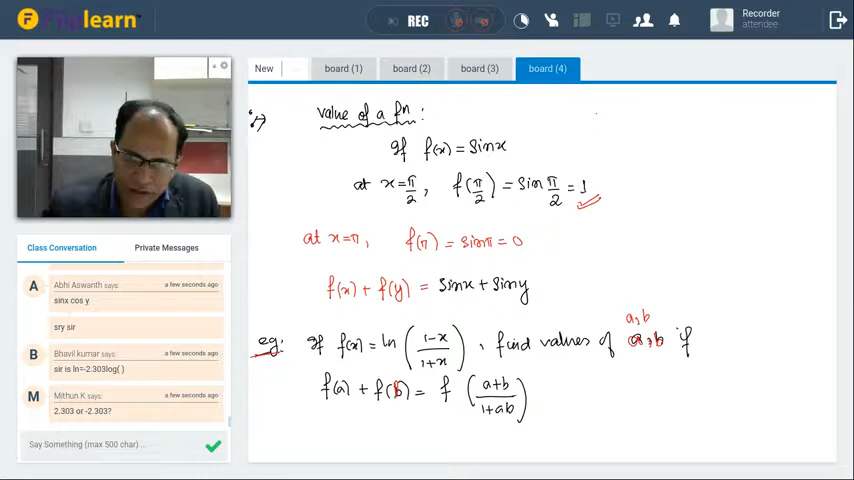 Fliplearn
REC
Recorder
attendee
New
board (1)
board (2)
board (3)
board (4)
Class Conversation
Private Messages
A
Abhi Aswanth says:
a few seconds ago
sinx cos y
sry sir
B
Bhavil kumar says:
a few seconds ago
sir is ln=-2.303log( )
M
Mithun K says:
a few seconds ago
2.303 or -2.303?
Say Something (max 500 char)
value of a fn :
If f(x) = Sinx
at x=π/2, f(π/2) = Sin π/2 = 1
at x=π, f(π) = Sinπ = 0
f(x) + f(y) = Sinx + Siny
a,b
eg: If f(x) = ln (1-x/1+x), find values of a,b if
f(a) + f(b) = f (a+b/1+ab)